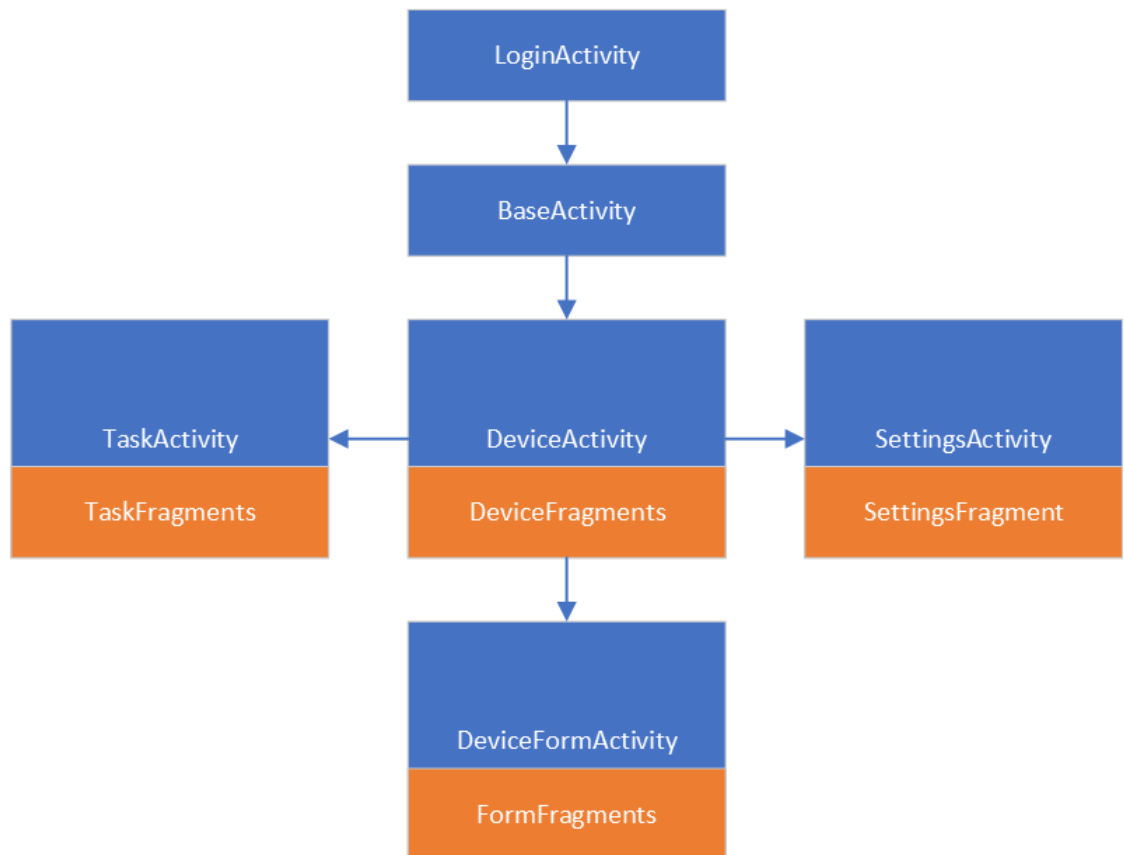 LoginActivity
BaseActivity
TaskActivity
DeviceActivity
SettingsActivity
TaskFragments
DeviceFragments
SettingsFragment
DeviceFormActivity
FormFragments